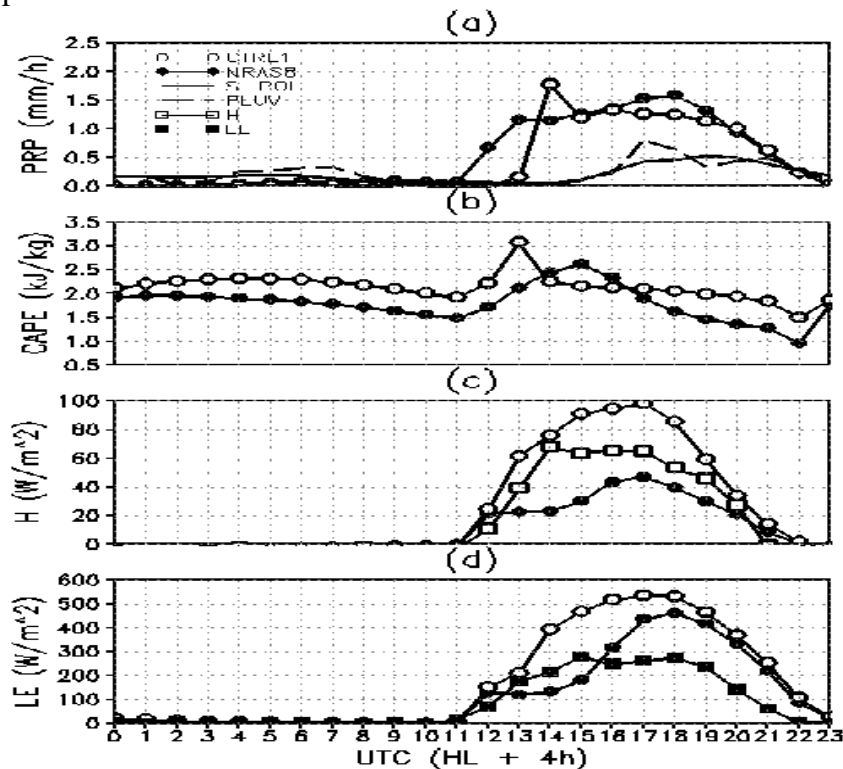 (a)
PRP (mm/h)
2.5
2.0
1.5
1.0
0.5
0.0
CTRL1
NRASB
S POL
PLUV
H
LE
(b)
CAPE (kJ/kg)
3.5
3.0
2.5
2.0
1.5
1.0
0.5
(c)
H (W/m^2)
100
80
60
40
20
0
(d)
LE (W/m^2)
600
500
400
300
200
100
0
0 1 2 3 4 5 6 7 8 9 10 11 12 13 14 15 16 17 18 19 20 21 22 23
UTC (HL + 4h)